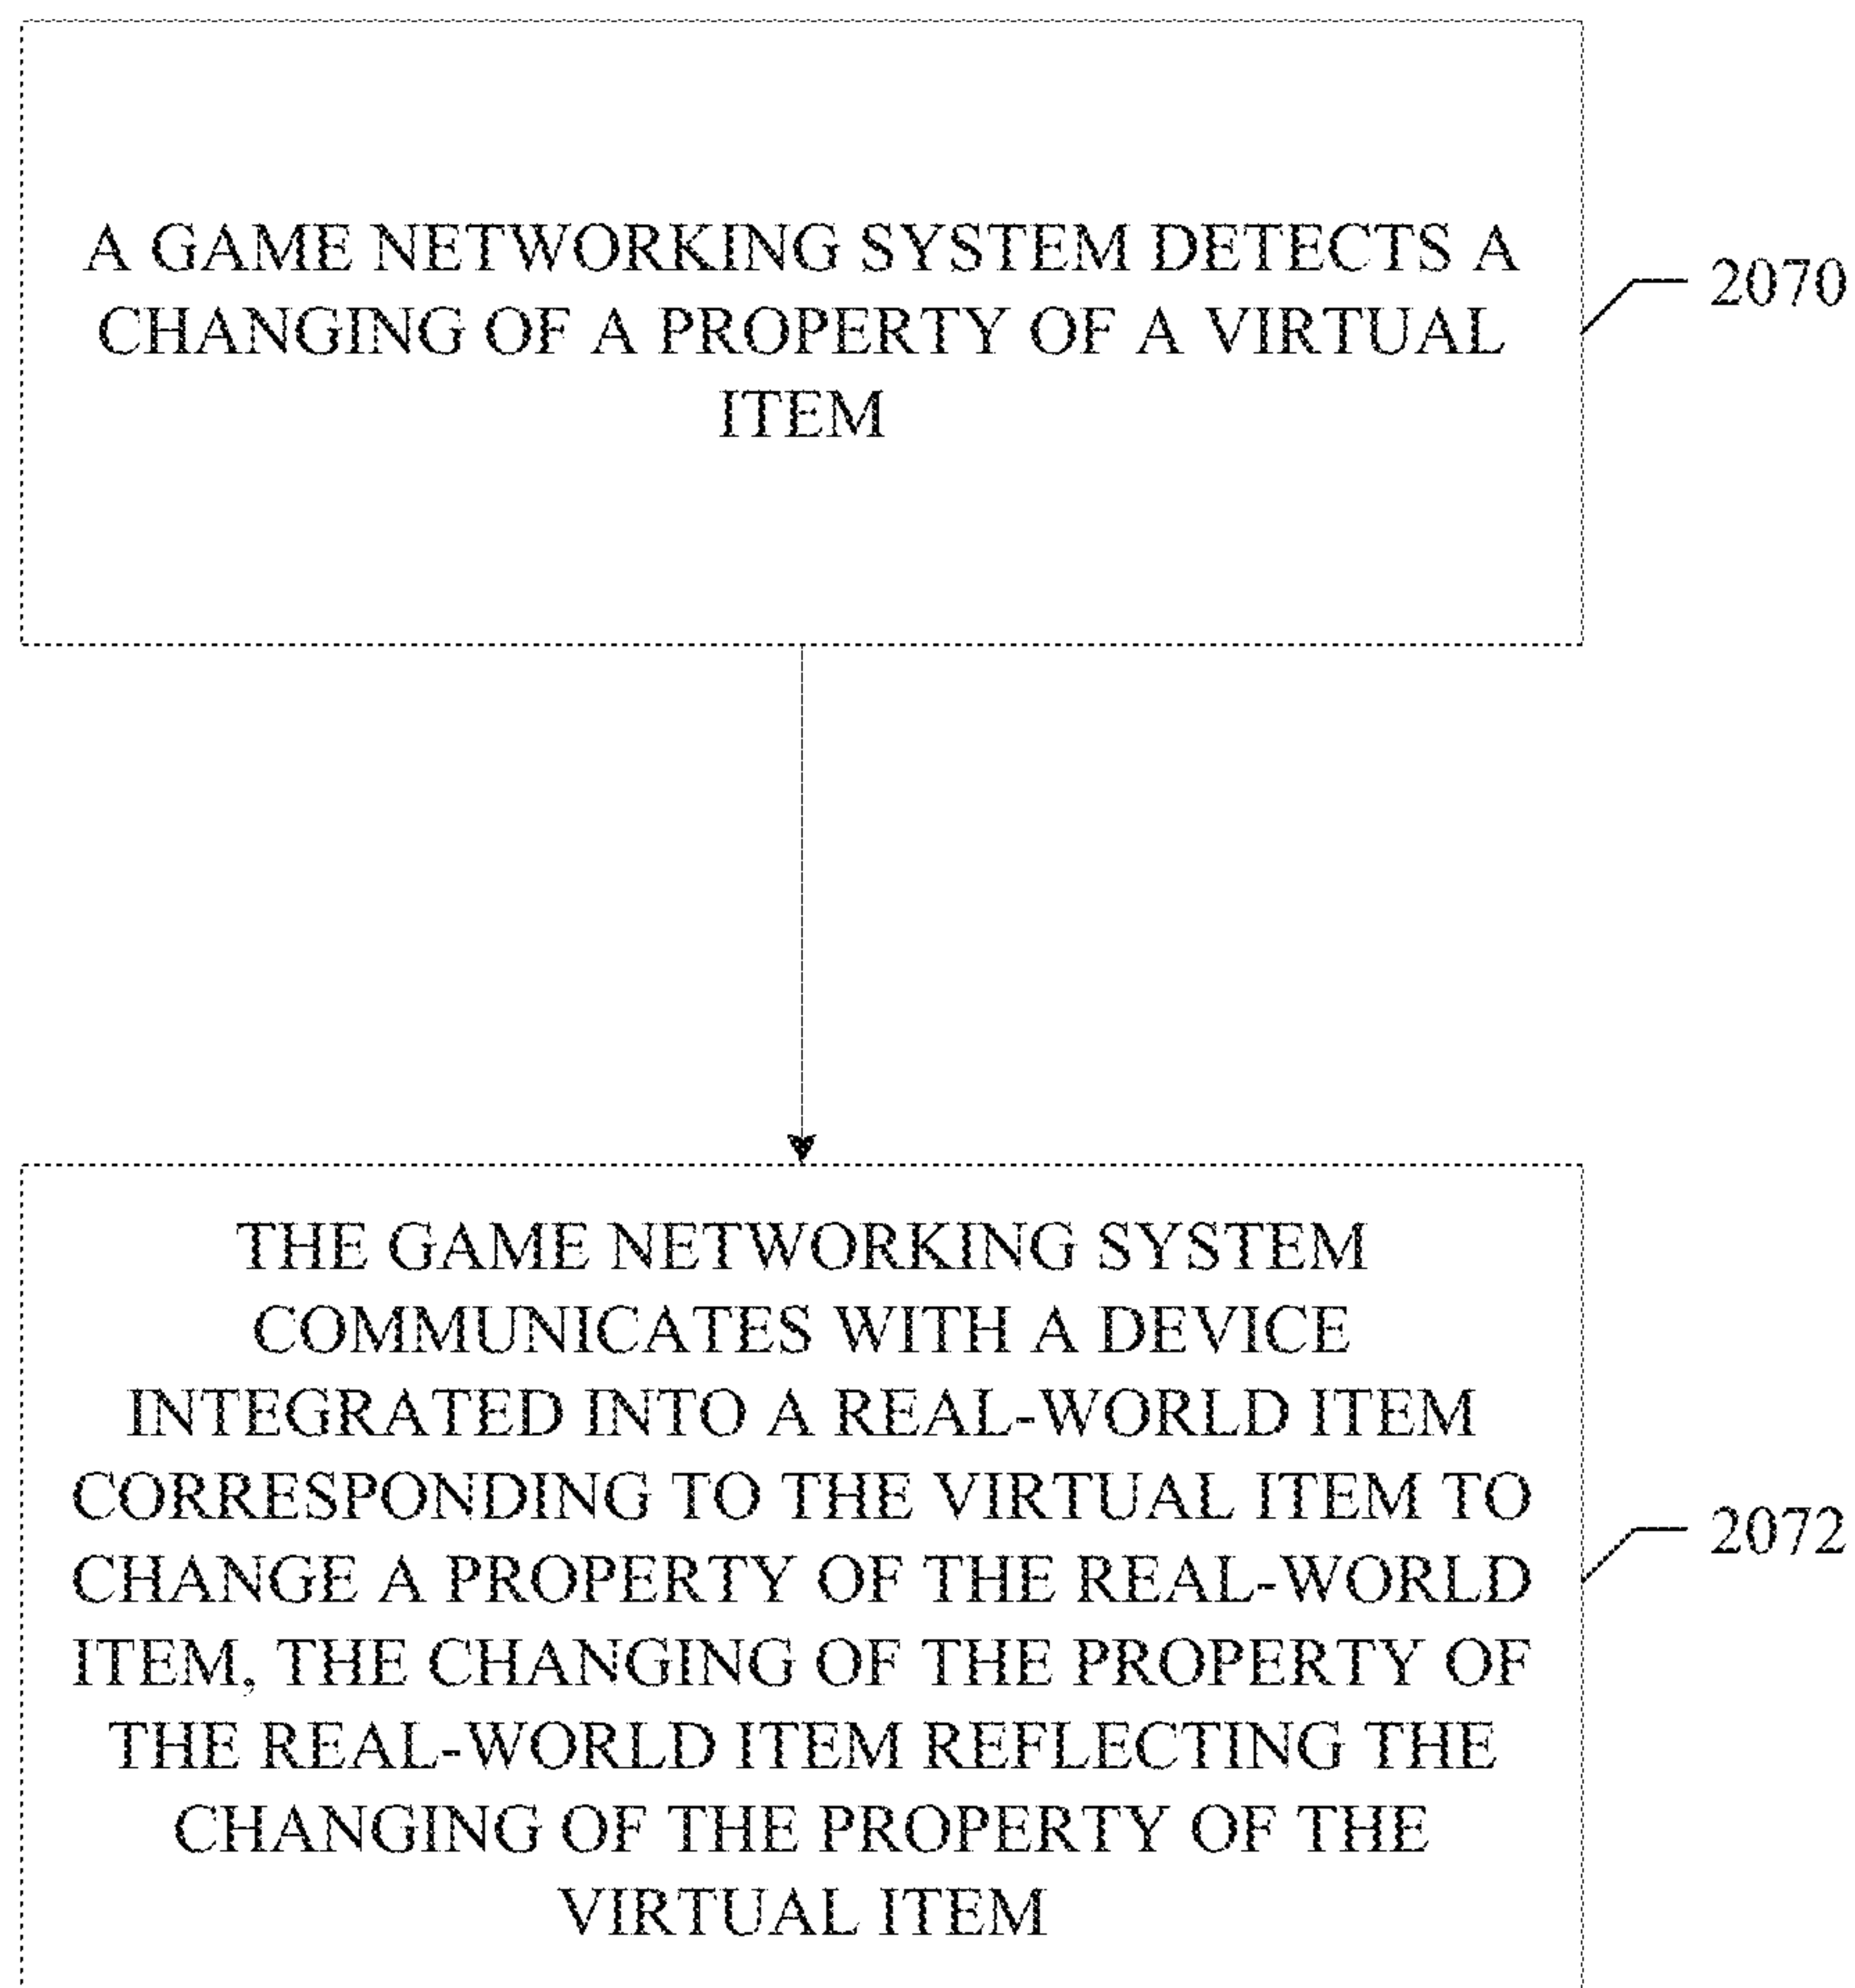 A GAME NETWORKING SYSTEM DETECTS A
CHANGING OF A PROPERTY OF A VIRTUAL
ITEM
2070
THE GAME NETWORKING SYSTEM
COMMUNICATES WITH A DEVICE
INTEGRATED INTO A REAL-WORLD ITEM
CORRESPONDING TO THE VIRTUAL ITEM TO
CHANGE A PROPERTY OF THE REAL-WORLD
ITEM, THE CHANGING OF THE PROPERTY OF
THE REAL-WORLD ITEM REFLECTING THE
CHANGING OF THE PROPERTY OF THE
VIRTUAL ITEM
2072